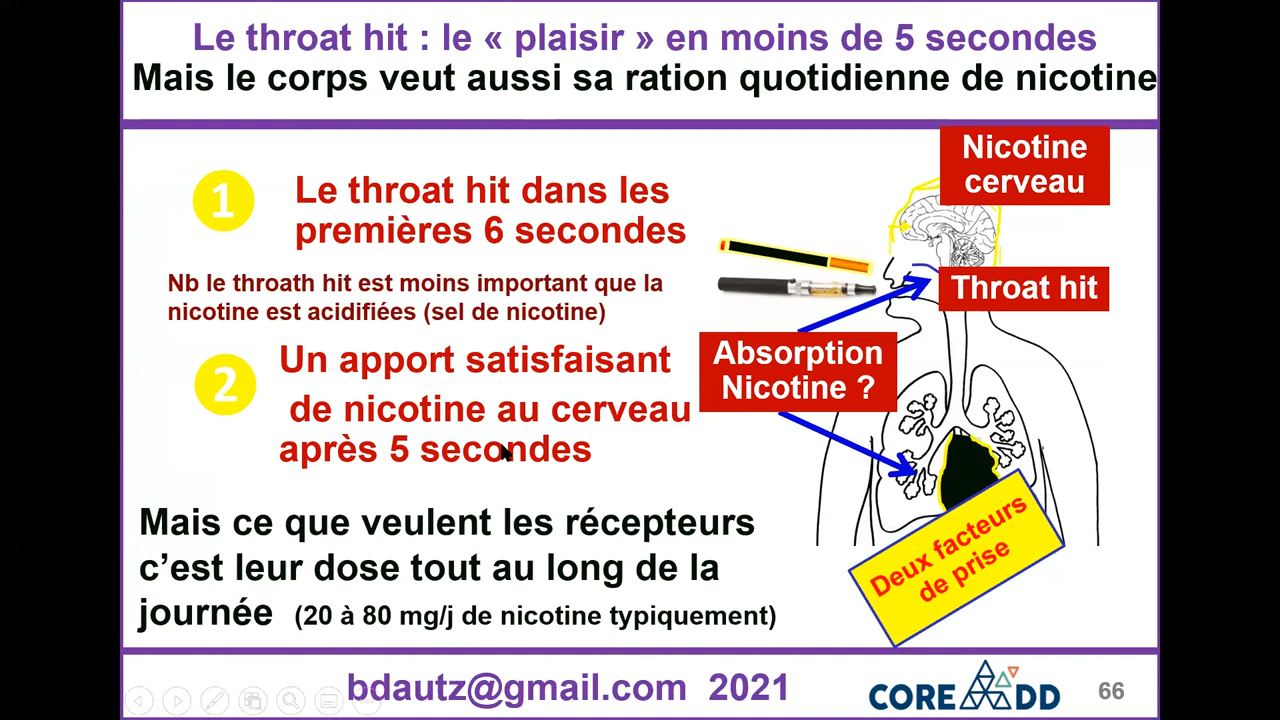 Le throat hit : le « plaisir » en moins de 5 secondes
Mais le corps veut aussi sa ration quotidienne de nicotine
Nicotine
cerveau
1
Le throat hit dans les
premières 6 secondes
Throat hit
Nb le throath hit est moins important que la
nicotine est acidifiées (sel de nicotine)
Absorption
Nicotine ?
2
Un apport satisfaisant
de nicotine au cerveau
après 5 secondes
Deux facteurs
de prise
Mais ce que veulent les récepteurs
c’est leur dose tout au long de la
journée (20 à 80 mg/j de nicotine typiquement)
bdautz@gmail.com 2021
COREADD
66